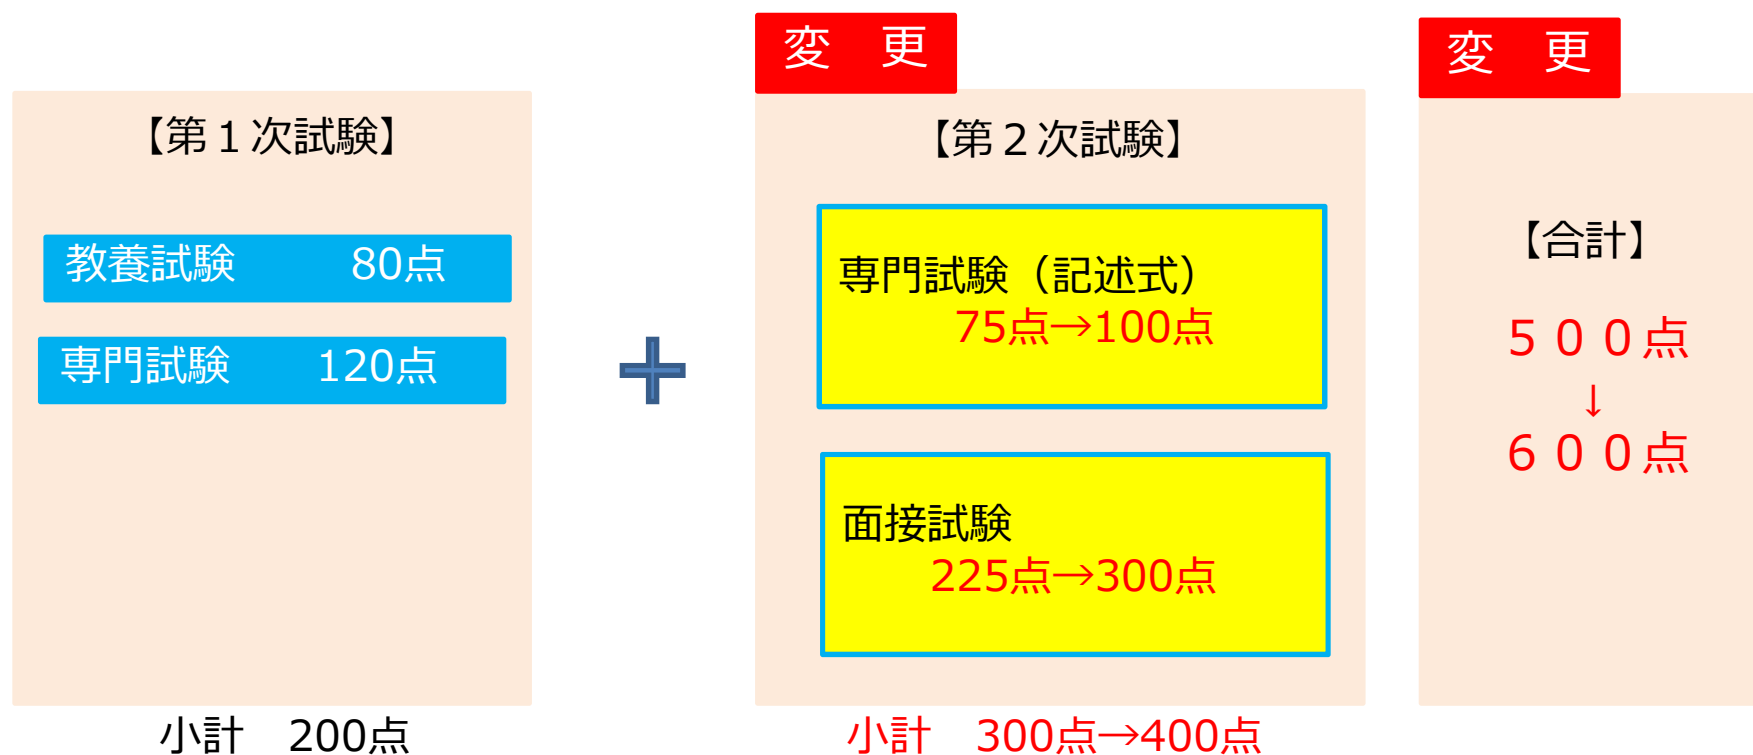 【第１次試験】
教養試験　　80点
専門試験　　120点
小計　200点
変　更
【第２次試験】
専門試験（記述式）
75点→100点
面接試験
225点→300点
小計　300点→400点
変　更
【合計】
５００点
↓
６００点